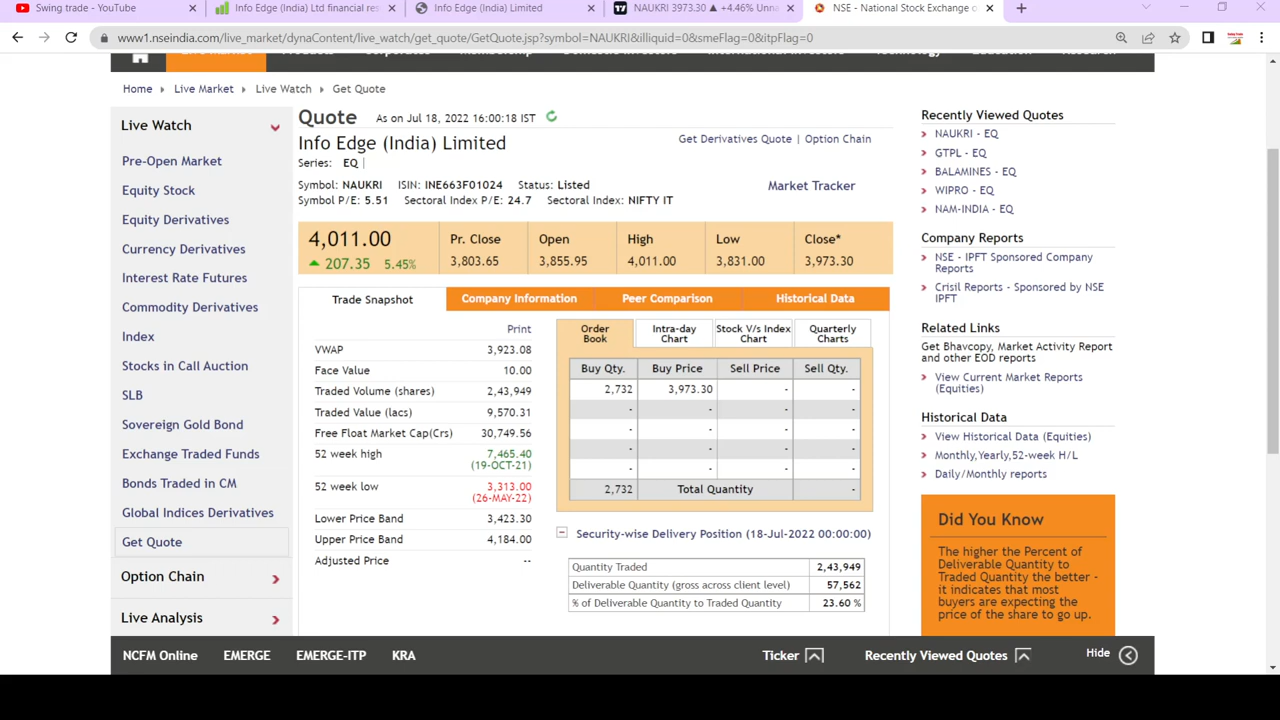 Swing trade - YouTube
Info Edge (India) Ltd financial res
Info Edge (India) Limited
NAUKRI 3973.30 ▲ +4.46% Unna
NSE - National Stock Exchange o
www1.nseindia.com/live_market/dynaContent/live_watch/get_quote/GetQuote.jsp?symbol=NAUKRI&illiquid=0&smeFlag=0&itpFlag=0
Home Live Market Live Watch Get Quote
Live Watch
Pre-Open Market
Equity Stock
Equity Derivatives
Currency Derivatives
Interest Rate Futures
Commodity Derivatives
Index
Stocks in Call Auction
SLB
Sovereign Gold Bond
Exchange Traded Funds
Bonds Traded in CM
Global Indices Derivatives
Get Quote
Option Chain
Live Analysis
Quote As on Jul 18, 2022 16:00:18 IST
Info Edge (India) Limited
Get Derivatives Quote | Option Chain
Series: EQ |
Symbol: NAUKRI ISIN: INE663F01024 Status: Listed
Market Tracker
Symbol P/E: 5.51 Sectoral Index P/E: 24.7 Sectoral Index: NIFTY IT
4,011.00 Pr. Close Open High Low Close*
207.35 5.45% 3,803.65 3,855.95 4,011.00 3,831.00 3,973.30
Trade Snapshot Company Information Peer Comparison Historical Data
Print
VWAP 3,923.08
Face Value 10.00
Traded Volume (shares) 2,43,949
Traded Value (lacs) 9,570.31
Free Float Market Cap(Crs) 30,749.56
52 week high 7,465.40
(19-OCT-21)
52 week low 3,313.00
(26-MAY-22)
Lower Price Band 3,423.30
Upper Price Band 4,184.00
Adjusted Price --
Order Book
Intra-day Chart
Stock V/s Index Chart
Quarterly Charts
Buy Qty. Buy Price Sell Price Sell Qty.
2,732 3,973.30 - -
- - - -
- - - -
- - - -
- - - -
2,732 Total Quantity -
Security-wise Delivery Position (18-Jul-2022 00:00:00)
Quantity Traded 2,43,949
Deliverable Quantity (gross across client level) 57,562
% of Deliverable Quantity to Traded Quantity 23.60 %
Recently Viewed Quotes
NAUKRI - EQ
GTPL - EQ
BALAMINES - EQ
WIPRO - EQ
NAM-INDIA - EQ
Company Reports
NSE - IPFT Sponsored Company
Reports
Crisil Reports - Sponsored by NSE
IPFT
Related Links
Get Bhavcopy, Market Activity Report
and other EOD reports
View Current Market Reports
(Equities)
Historical Data
View Historical Data (Equities)
Monthly,Yearly,52-week H/L
Daily/Monthly reports
Did You Know
The higher the Percent of
Deliverable Quantity to
Traded Quantity the better -
it indicates that most
buyers are expecting the
price of the share to go up.
NCFM Online EMERGE EMERGE-ITP KRA Ticker Recently Viewed Quotes Hide